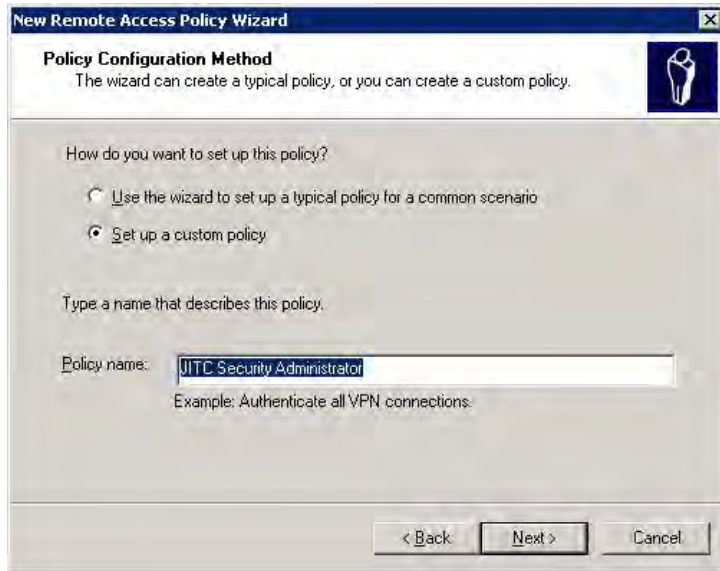 New Remote Access Policy Wizard
Policy Configuration Method
The wizard can create a typical policy, or you can create a custom policy.
How do you want to set up this policy?
Use the wizard to set up a typical policy for a common scenario
Set up a custom policy
Type a name that describes this policy.
Policy name: JITC Security Administrator
Example: Authenticate all VPN connections.
< Back Next > Cancel